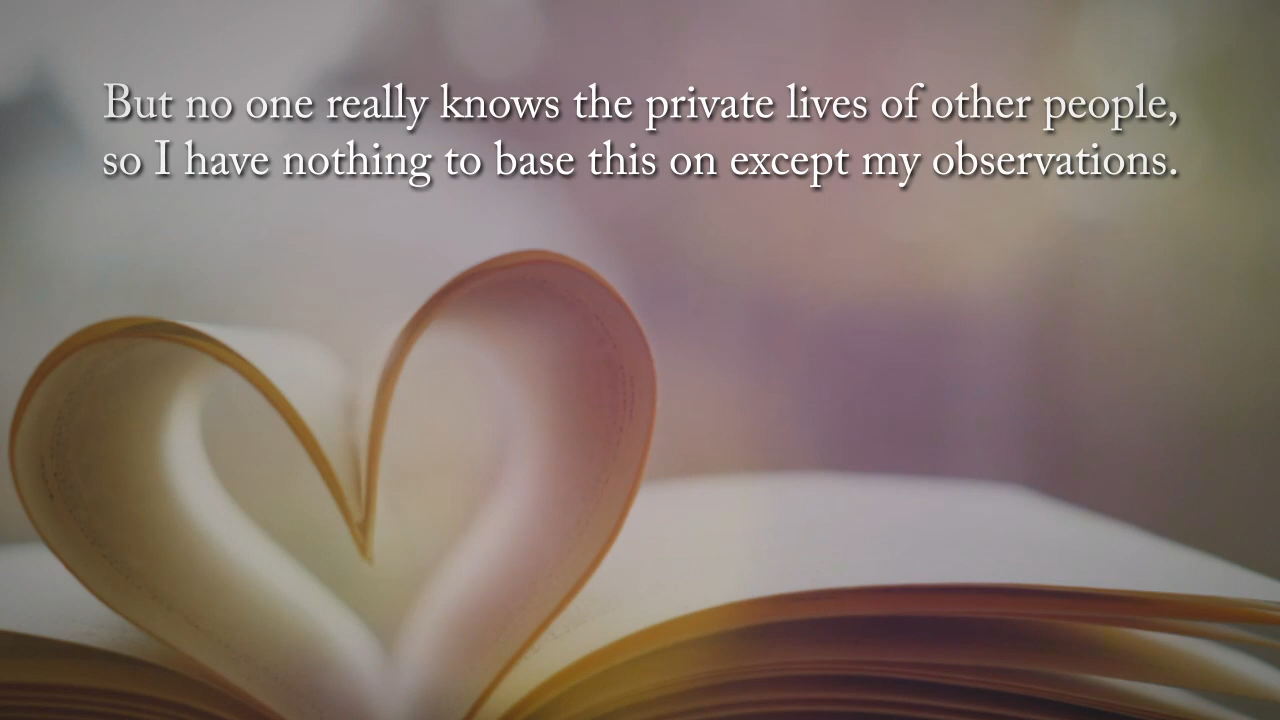 But no one really knows the private lives of other people,
so I have nothing to base this on except my observations.